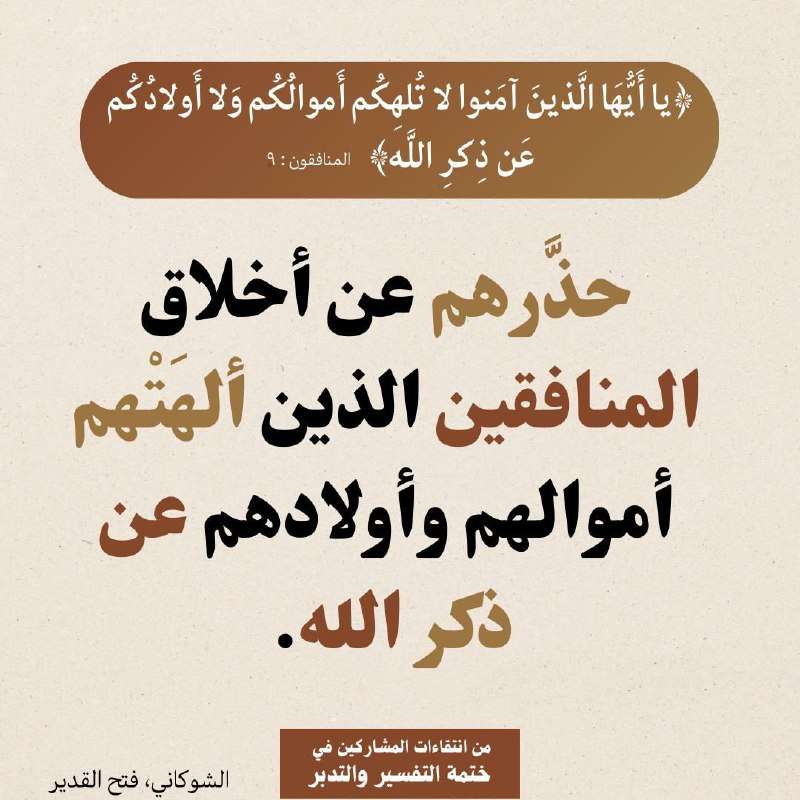 ﴿يا أَيُّهَا الَّذينَ آمَنوا لا تُلهِكُم أَموالُكُم وَلا أَولادُكُم
عَن ذِكرِ اللَّهِ﴾ المنافقون: ٩
حذَّرهم عن أخلاق
المنافقين الذين ألهَتْهم
أموالهم وأولادهم عن
ذكر الله.
من انتقاءات المشاركين في
ختمة التفسير والتدبر
الشوكاني، فتح القدير